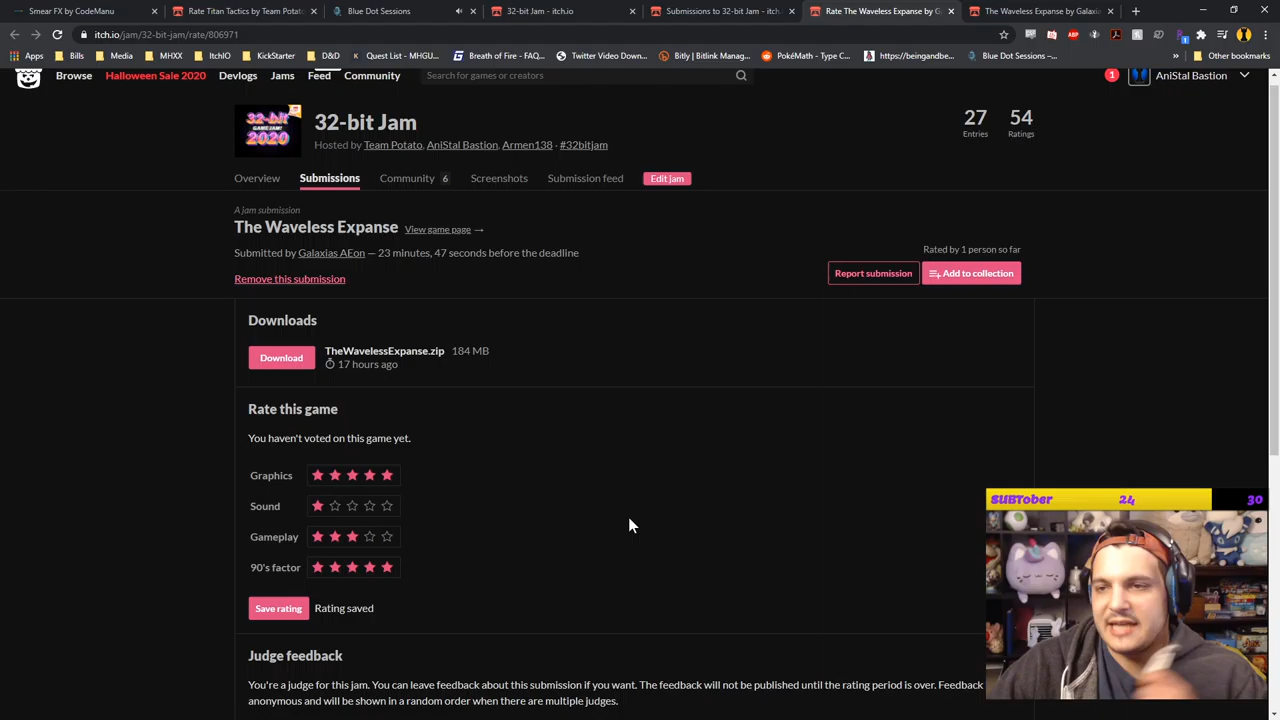 Smear FX by CodeManu
Rate Titan Tactics by Team Potato
Blue Dot Sessions
32-bit Jam - itch.io
Submissions to 32-bit Jam - itch.
Rate The Waveless Expanse by G
The Waveless Expanse by Galaxia
itch.io/jam/32-bit-jam/rate/806971
Apps
Bills
Media
MHXX
ItchIO
KicKStarter
D&D
Quest List - MHGU...
Breath of Fire - FAQ...
Twitter Video Down...
Bitly | Bitlink Manag...
PokéMath - Type C...
https://beingandbe...
Blue Dot Sessions —...
Other bookmarks
Browse
Halloween Sale 2020
Devlogs
Jams
Feed
Community
Search for games or creators
1
AniStal Bastion
32-bit
GAME JAM!
2020
32-bit Jam
27
54
Entries
Ratings
Hosted by Team Potato, AniStal Bastion, Armen138 · #32bitjam
Overview
Submissions
Community 6
Screenshots
Submission feed
Edit jam
A jam submission
The Waveless Expanse View game page →
Submitted by Galaxias AEon — 23 minutes, 47 seconds before the deadline
Rated by 1 person so far
Remove this submission
Report submission
Add to collection
Downloads
Download
TheWavelessExpanse.zip 184 MB
17 hours ago
Rate this game
You haven't voted on this game yet.
Graphics
Sound
Gameplay
90's factor
Save rating Rating saved
SUBTober 24 30
Judge feedback
You're a judge for this jam. You can leave feedback about this submission if you want. The feedback will not be published until the rating period is over. Feedback
anonymous and will be shown in a random order when there are multiple judges.